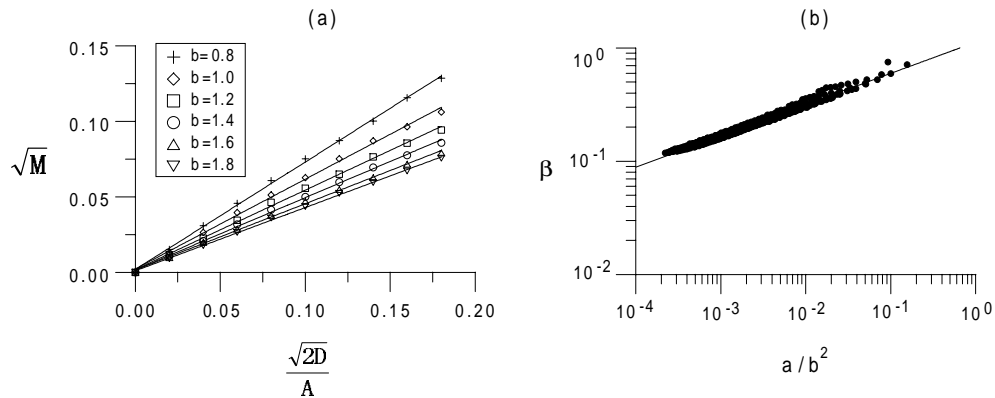 (a)
0.15
0.10
0.05
0.00
√M
b=0.8
b=1.0
b=1.2
b=1.4
b=1.6
b=1.8
0.00 0.05 0.10 0.15 0.20
√2D
A
(b)
10^0
10^-1
10^-2
β
10^-4 10^-3 10^-2 10^-1 10^0
a/b^2